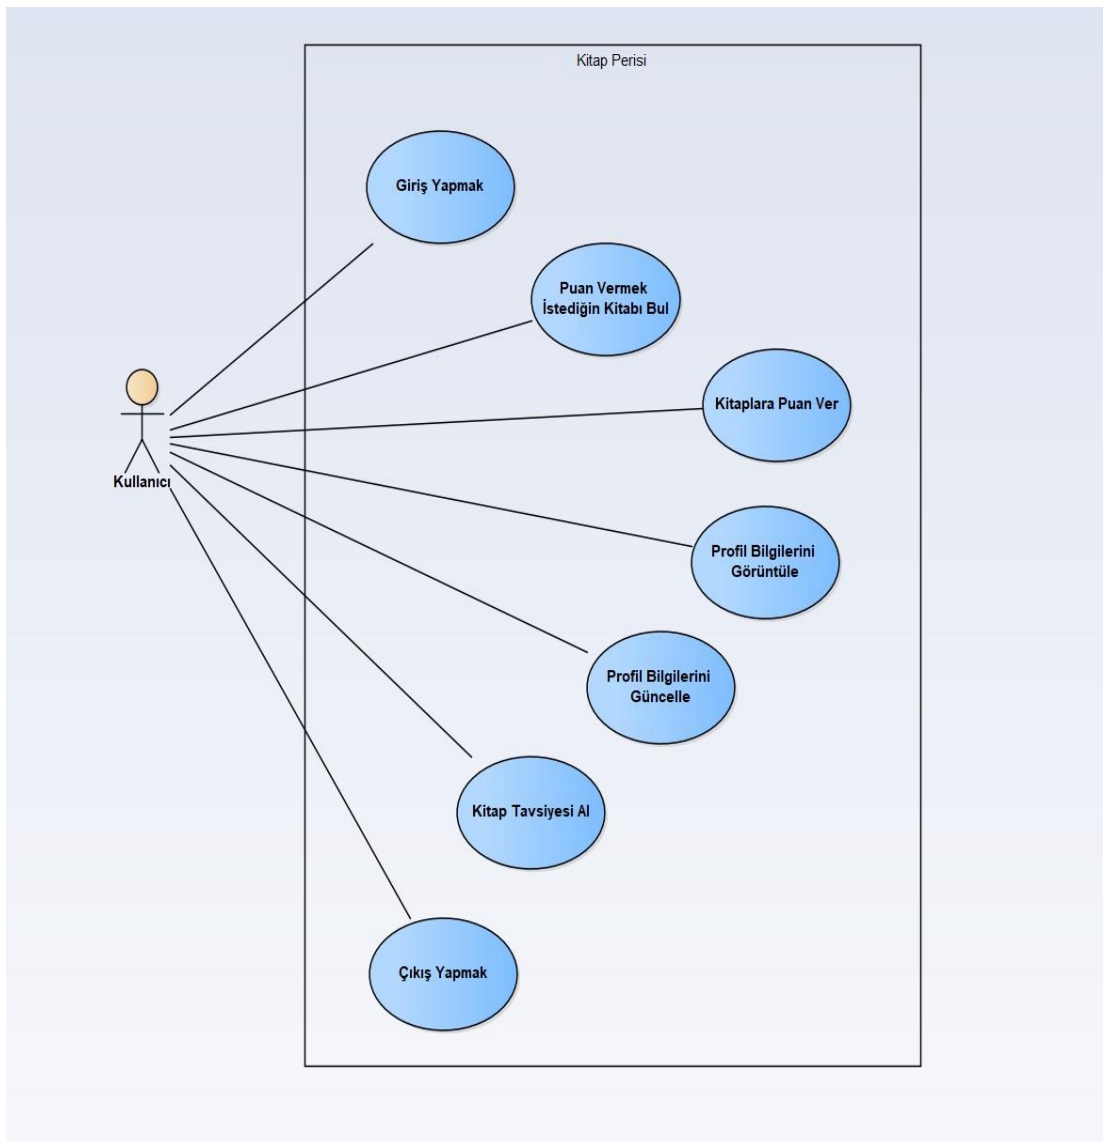 Kitap Perisi
Giriş Yapmak
Puan Vermek
İstediğin Kitabı Bul
Kitaplara Puan Ver
Kullanıcı
Profil Bilgilerini
Görüntüle
Profil Bilgilerini
Güncelle
Kitap Tavsiyesi Al
Çıkış Yapmak